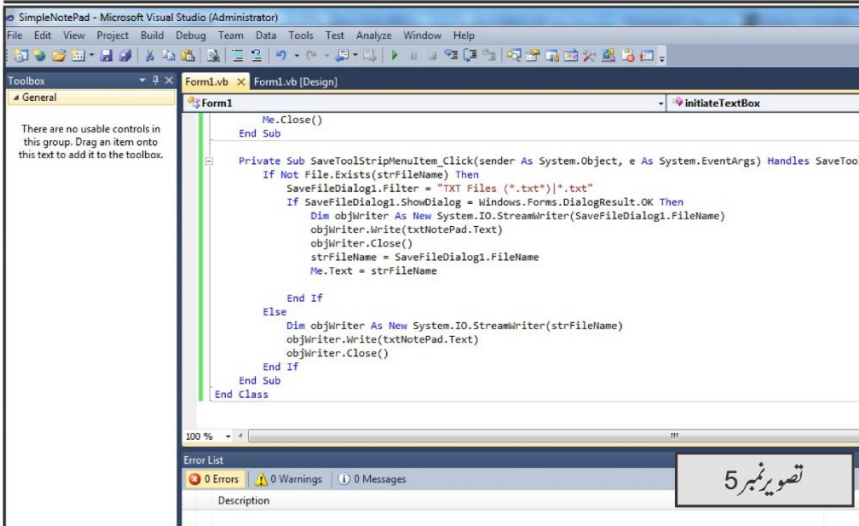 SimpleNotePad - Microsoft Visual Studio (Administrator)
File Edit View Project Build Debug Team Data Tools Test Analyze Window Help
Toolbox
General
There are no usable controls in
this group. Drag an item onto
this text to add it to the toolbox.
Form1.vb Form1.vb [Design]
Form1 initiateTextBox
Me.Close()
End Sub
Private Sub SaveToolStripMenuItem_Click(sender As System.Object, e As System.EventArgs) Handles SaveToo
If Not File.Exists(strFileName) Then
SaveFileDialog1.Filter = "TXT Files (*.txt*)|*.txt"
If SaveFileDialog1.ShowDialog = Windows.Forms.DialogResult.OK Then
Dim objWriter As New System.IO.StreamWriter(SaveFileDialog1.FileName)
objWriter.Write(txtNotePad.Text)
objWriter.Close()
strFileName = SaveFileDialog1.FileName
Me.Text = strFileName
End If
Else
Dim objWriter As New System.IO.StreamWriter(strFileName)
objWriter.Write(txtNotePad.Text)
objWriter.Close()
End If
End Sub
End Class
100 %
Error List
0 Errors 0 Warnings 0 Messages
Description
تصویر نمبر 5